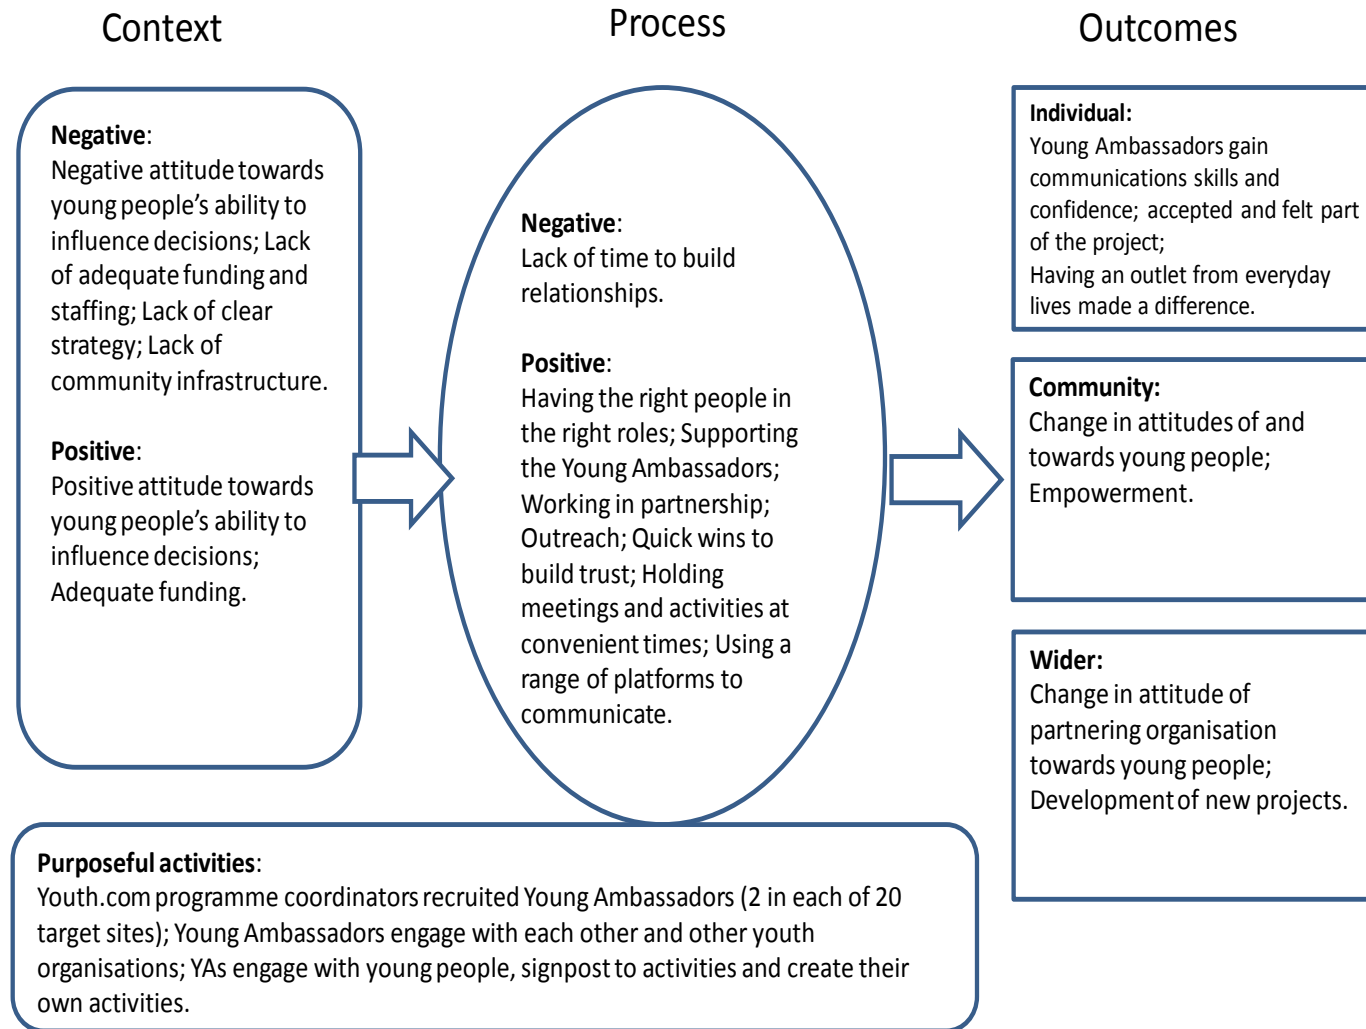 Context
Process
Outcomes
Negative:
Negative attitude towards
young people’s ability to
influence decisions; Lack
of adequate funding and
staffing; Lack of clear
strategy; Lack of
community infrastructure.
Positive:
Positive attitude towards
young people’s ability to
influence decisions;
Adequate funding.
Negative:
Lack of time to build
relationships.
Positive:
Having the right people in
the right roles; Supporting
the Young Ambassadors;
Working in partnership;
Outreach; Quick wins to
build trust; Holding
meetings and activities at
convenient times; Using a
range of platforms to
communicate.
Individual:
Young Ambassadors gain
communications skills and
confidence; accepted and felt part
of the project;
Having an outlet from everyday
lives made a difference.
Community:
Change in attitudes of and
towards young people;
Empowerment.
Wider:
Change in attitude of
partnering organisation
towards young people;
Development of new projects.
Purposeful activities:
Youth.com programme coordinators recruited Young Ambassadors (2 in each of 20
target sites); Young Ambassadors engage with each other and other youth
organisations; YAs engage with young people, signpost to activities and create their
own activities.